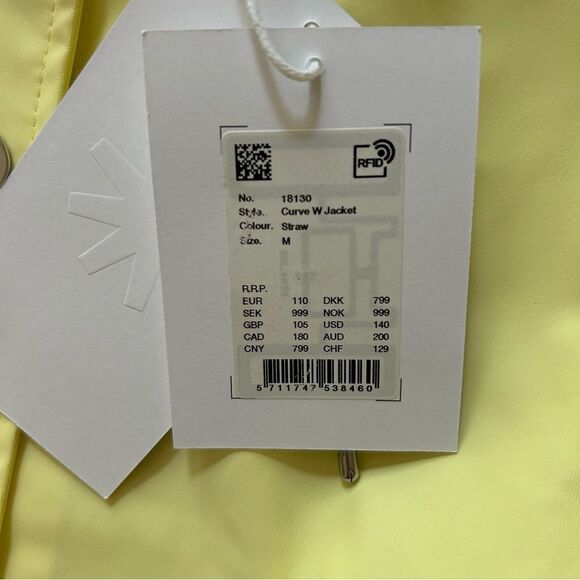 RFID
No. 18130
Style. Curve W Jacket
Colour. Straw
Size. M
R.R.P.
EUR 110 DKK 799
SEK 999 NOK 999
GBP 105 USD 140
CAD 180 AUD 200
CNY 799 CHF 129
5 711747 538460